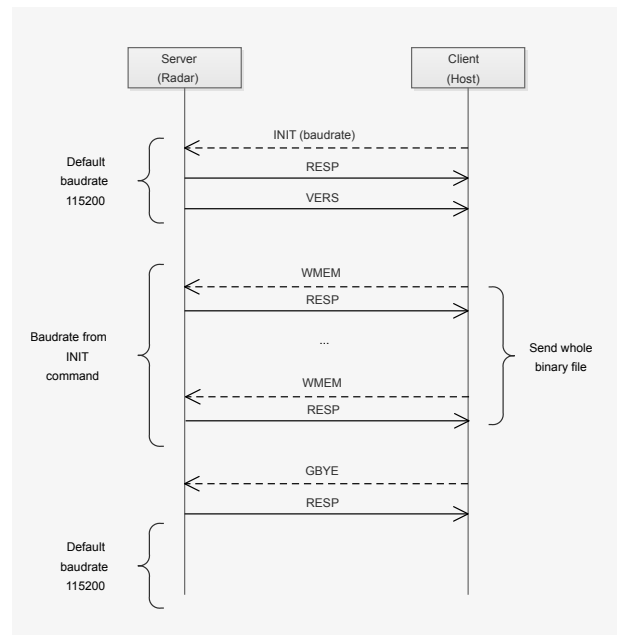 Server
(Radar)
Client
(Host)
INIT (baudrate)
RESP
VERS
Default
baudrate
115200
WMEM
RESP
...
WMEM
RESP
Baudrate from
INIT
command
Send whole
binary file
GBYE
RESP
Default
baudrate
115200